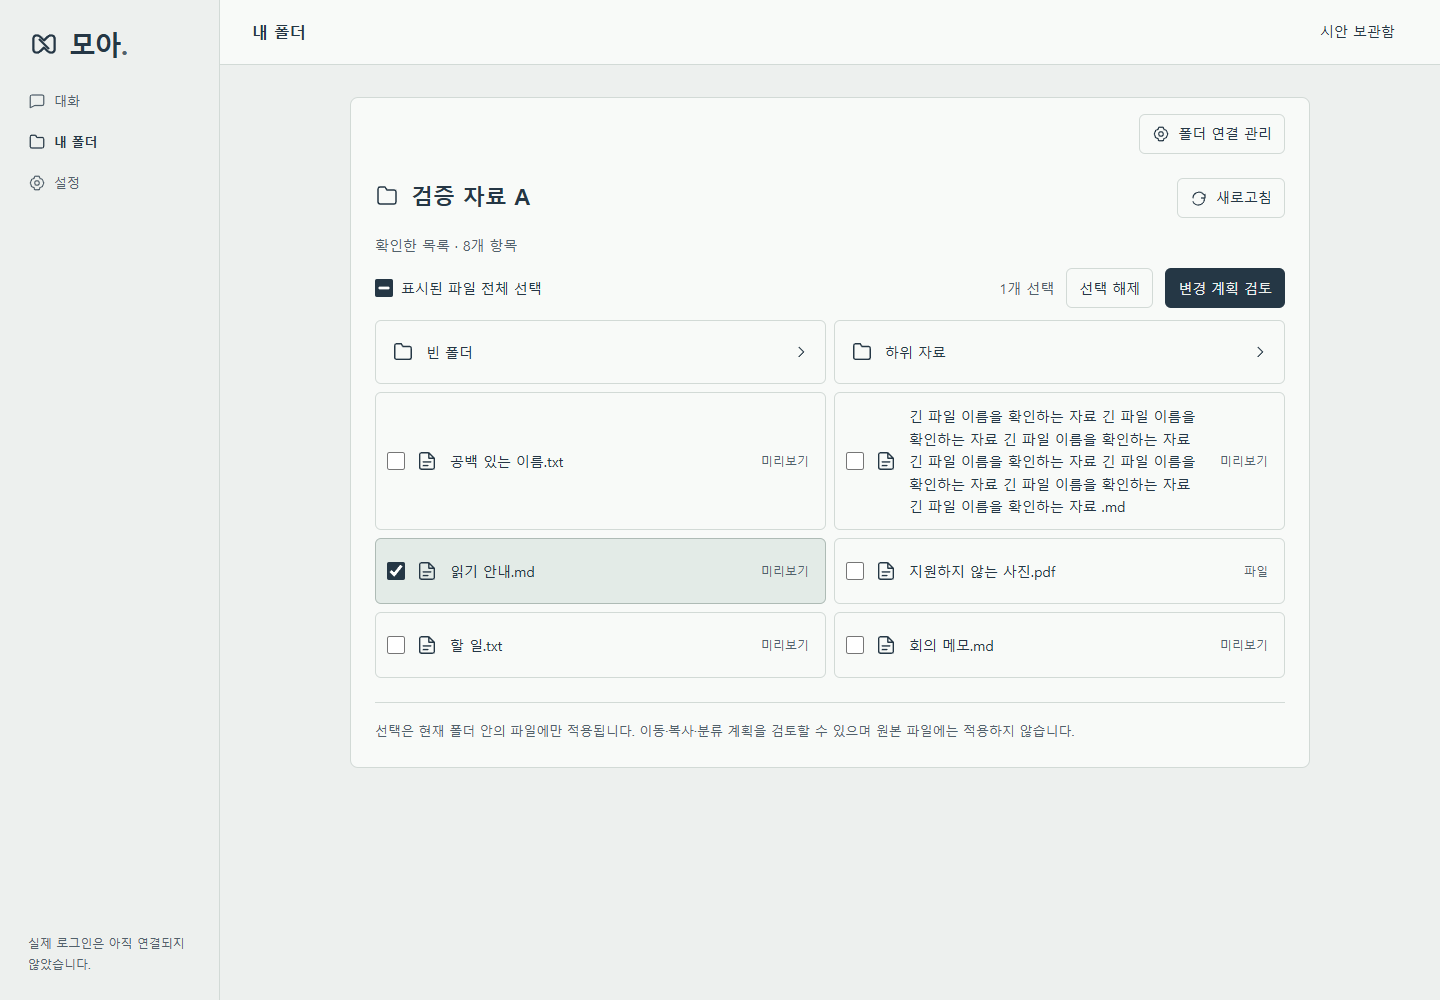 모아.
대화
내 폴더
설정
실제 로그인은 아직 연결되지
않았습니다.
내 폴더
시안 보관함
폴더 연결 관리
검증 자료 A
새로고침
확인한 목록 · 8개 항목
표시된 파일 전체 선택
1개 선택
선택 해제
변경 계획 검토
빈 폴더
하위 자료
공백 있는 이름.txt
미리보기
긴 파일 이름을 확인하는 자료 긴 파일 이름을
확인하는 자료 긴 파일 이름을 확인하는 자료
긴 파일 이름을 확인하는 자료 긴 파일 이름을
확인하는 자료 긴 파일 이름을 확인하는 자료
긴 파일 이름을 확인하는 자료 .md
미리보기
읽기 안내.md
미리보기
지원하지 않는 사진.pdf
파일
할 일.txt
미리보기
회의 메모.md
미리보기
선택은 현재 폴더 안의 파일에만 적용됩니다. 이동·복사·분류 계획을 검토할 수 있으며 원본 파일에는 적용하지 않습니다.